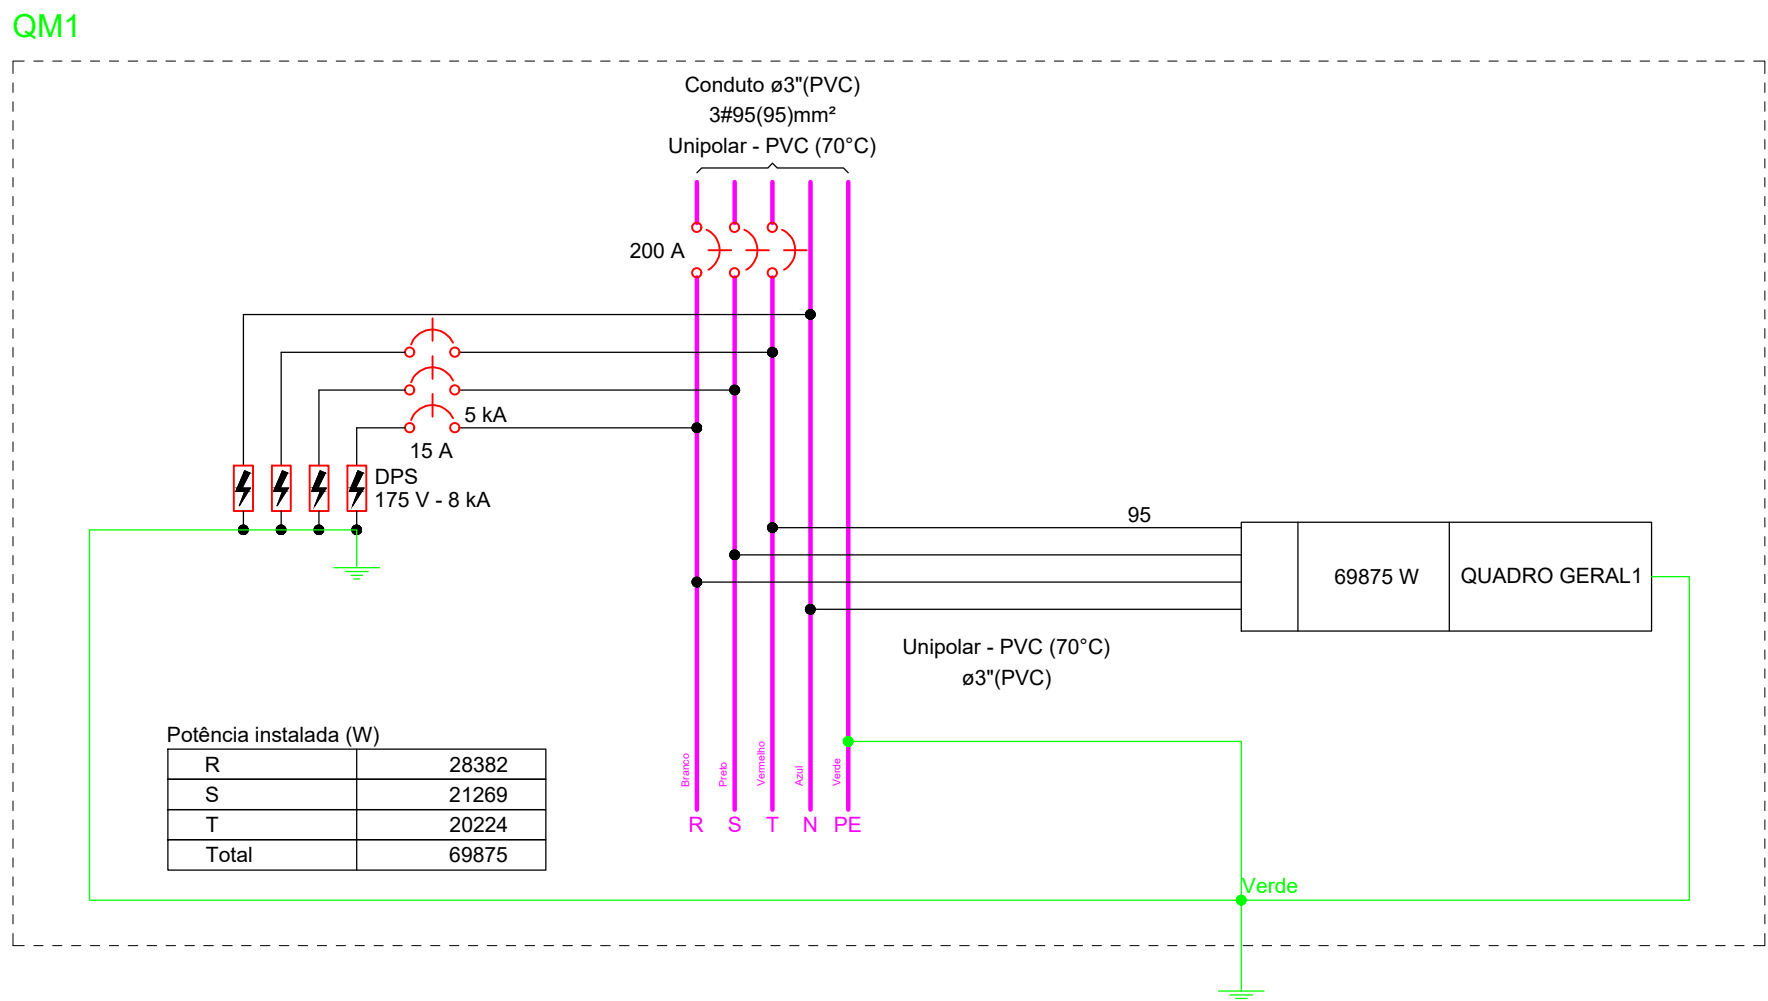 QM1
Conduto ø3"(PVC)
3#95(95)mm²
Unipolar - PVC (70°C)
200 A
5 kA
15 A
DPS
175 V - 8 kA
95
69875 W
QUADRO GERAL1
Unipolar - PVC (70°C)
ø3"(PVC)
Potência instalada (W)
R 28382
S 21269
T 20224
Total 69875
Branco
Preto
Vermelho
Azul
Verde
R S T N PE
Verde